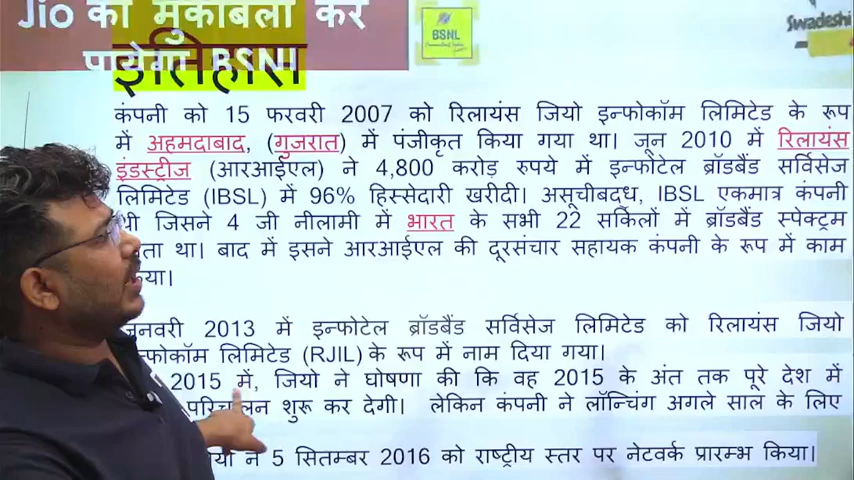 Jio का मुकाबला कर
पायेगा BSNL
BSNL
Swadeshi
इतिहास
कंपनी को 15 फरवरी 2007 को रिलायंस जियो इन्फोकॉम लिमिटेड के रूप
में अहमदाबाद, (गुजरात) में पंजीकृत किया गया था। जून 2010 में रिलायंस
इंडस्ट्रीज (आरआईएल) ने 4,800 करोड़ रुपये में इन्फोटेल ब्रॉडबैंड सर्विसेज
लिमिटेड (IBSL) में 96% हिस्सेदारी खरीदी। असूचीबद्ध, IBSL एकमात्र कंपनी
जिसने 4 जी नीलामी में भारत के सभी 22 सर्किलों में ब्रॉडबैंड स्पेक्ट्रम
था। बाद में इसने आरआईएल की दूरसंचार सहायक कंपनी के रूप में काम
जनवरी 2013 में इन्फोटेल ब्रॉडबैंड सर्विसेज लिमिटेड को रिलायंस जियो
लिमिटेड (RJIL) के रूप में नाम दिया गया।
2015 में, जियो ने घोषणा की कि वह 2015 के अंत तक पूरे देश में
परिचालन शुरू कर देगी। लेकिन कंपनी ने लॉन्चिंग अगले साल के लिए
ने 5 सितम्बर 2016 को राष्ट्रीय स्तर पर नेटवर्क प्रारम्भ किया।